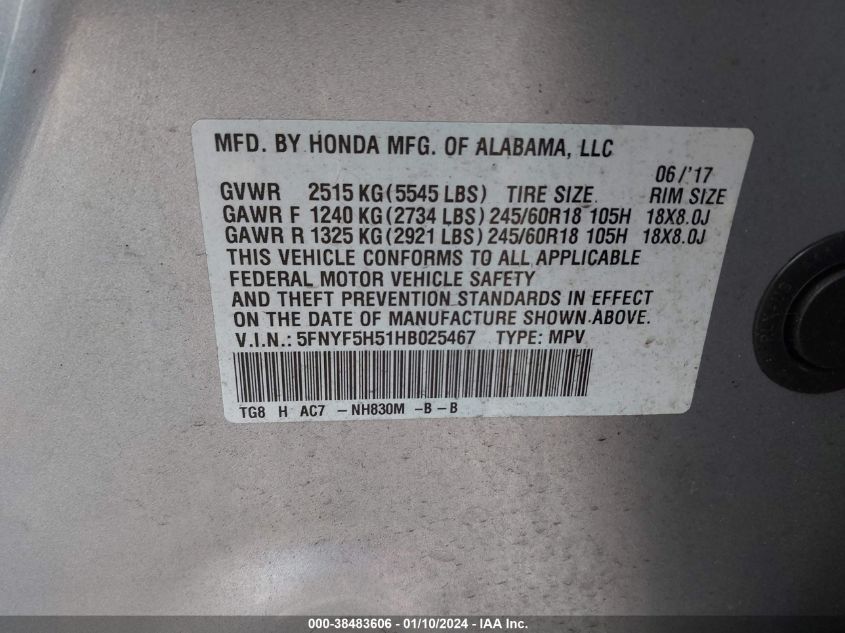 MFD. BY HONDA MFG. OF ALABAMA, LLC
06/'17
GVWR 2515 KG (5545 LBS) TIRE SIZE RIM SIZE
GAWR F 1240 KG (2734 LBS) 245/60R18 105H 18X8.0J
GAWR R 1325 KG (2921 LBS) 245/60R18 105H 18X8.0J
THIS VEHICLE CONFORMS TO ALL APPLICABLE
FEDERAL MOTOR VEHICLE SAFETY
AND THEFT PREVENTION STANDARDS IN EFFECT
ON THE DATE OF MANUFACTURE SHOWN ABOVE.
V.I.N.: 5FNYF5H51HB025467 TYPE: MPV
TG8 H AC7 -NH830M -B-B
000-38483606 - 01/10/2024 - IAA Inc.